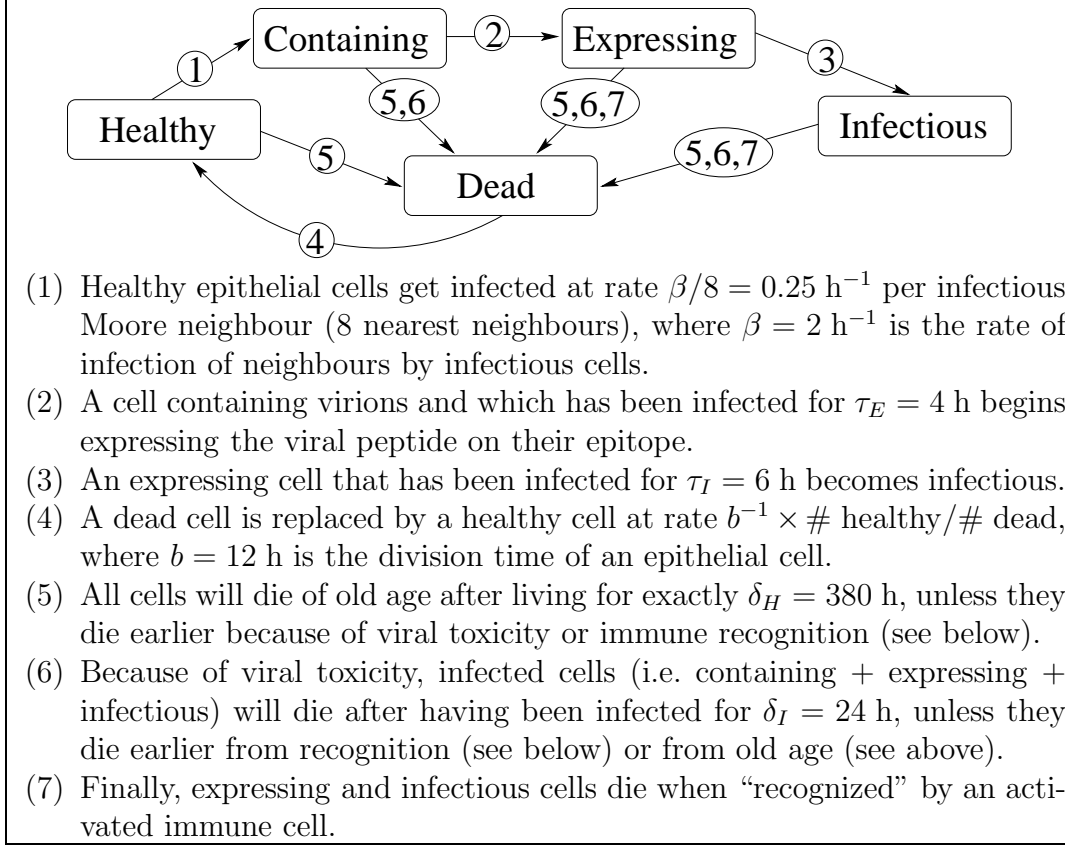 Containing
2
Expressing
1
3
5,6
5,6,7
Healthy
Infectious
5
5,6,7
Dead
4
(1) Healthy epithelial cells get infected at rate β/8 = 0.25 h⁻¹ per infectious
Moore neighbour (8 nearest neighbours), where β = 2 h⁻¹ is the rate of
infection of neighbours by infectious cells.
(2) A cell containing virions and which has been infected for τ_E = 4 h begins
expressing the viral peptide on their epitope.
(3) An expressing cell that has been infected for τ_I = 6 h becomes infectious.
(4) A dead cell is replaced by a healthy cell at rate b⁻¹ × # healthy/# dead,
where b = 12 h is the division time of an epithelial cell.
(5) All cells will die of old age after living for exactly δ_H = 380 h, unless they
die earlier because of viral toxicity or immune recognition (see below).
(6) Because of viral toxicity, infected cells (i.e. containing + expressing +
infectious) will die after having been infected for δ_I = 24 h, unless they
die earlier from recognition (see below) or from old age (see above).
(7) Finally, expressing and infectious cells die when “recognized” by an acti-
vated immune cell.